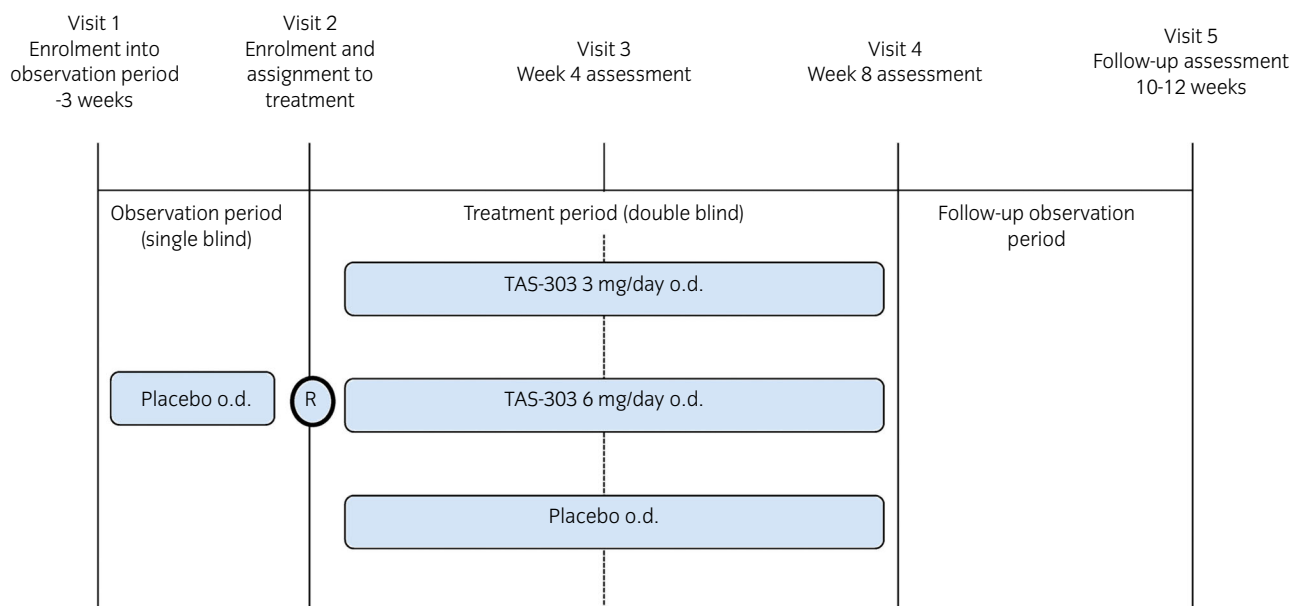 Visit 1
Enrolment into
observation period
-3 weeks
Visit 2
Enrolment and
assignment to
treatment
Visit 3
Week 4 assessment
Visit 4
Week 8 assessment
Visit 5
Follow-up assessment
10-12 weeks
Observation period
(single blind)
Treatment period (double blind)
Follow-up observation
period
TAS-303 3 mg/day o.d.
Placebo o.d.
R
TAS-303 6 mg/day o.d.
Placebo o.d.